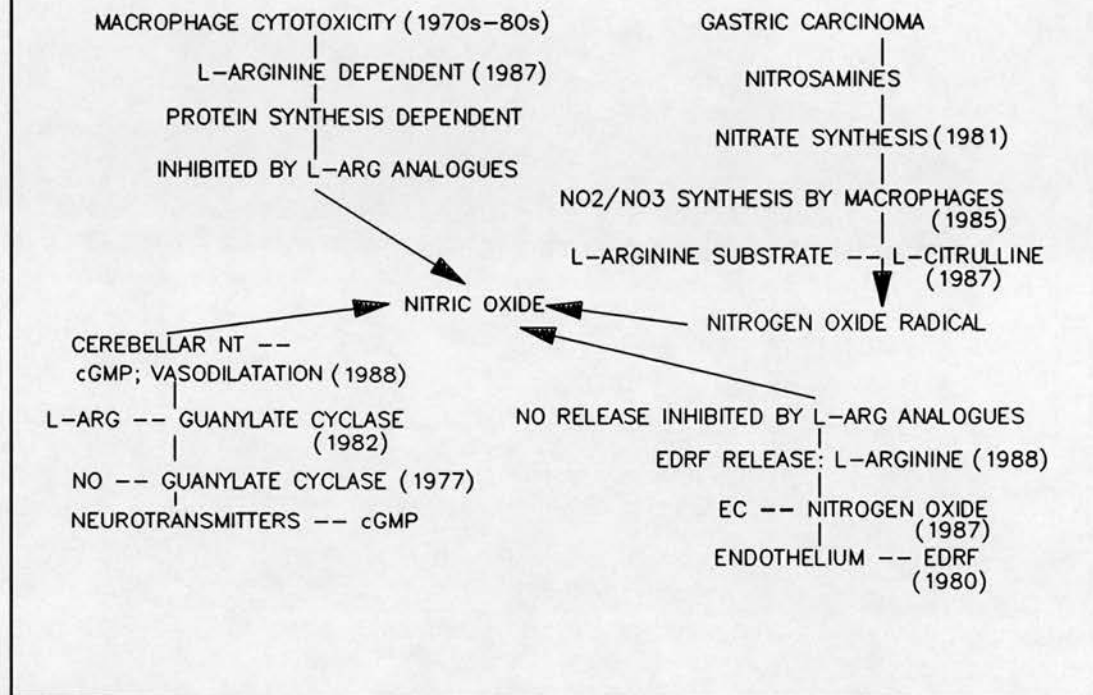 MACROPHAGE CYTOTOXICITY (1970s-80s)
L-ARGININE DEPENDENT (1987)
PROTEIN SYNTHESIS DEPENDENT
INHIBITED BY L-ARG ANALOGUES
GASTRIC CARCINOMA
NITROSAMINES
NITRATE SYNTHESIS (1981)
NO2/NO3 SYNTHESIS BY MACROPHAGES
(1985)
L-ARGININE SUBSTRATE -- L-CITRULLINE
(1987)
NITROGEN OXIDE RADICAL
NITRIC OXIDE
CEREBELLAR NT --
cGMP; VASODILATATION (1988)
L-ARG -- GUANYLATE CYCLASE
(1982)
NO -- GUANYLATE CYCLASE (1977)
NEUROTRANSMITTERS -- cGMP
NO RELEASE INHIBITED BY L-ARG ANALOGUES
EDRF RELEASE: L-ARGININE (1988)
EC -- NITROGEN OXIDE
(1987)
ENDOTHELIUM -- EDRF
(1980)